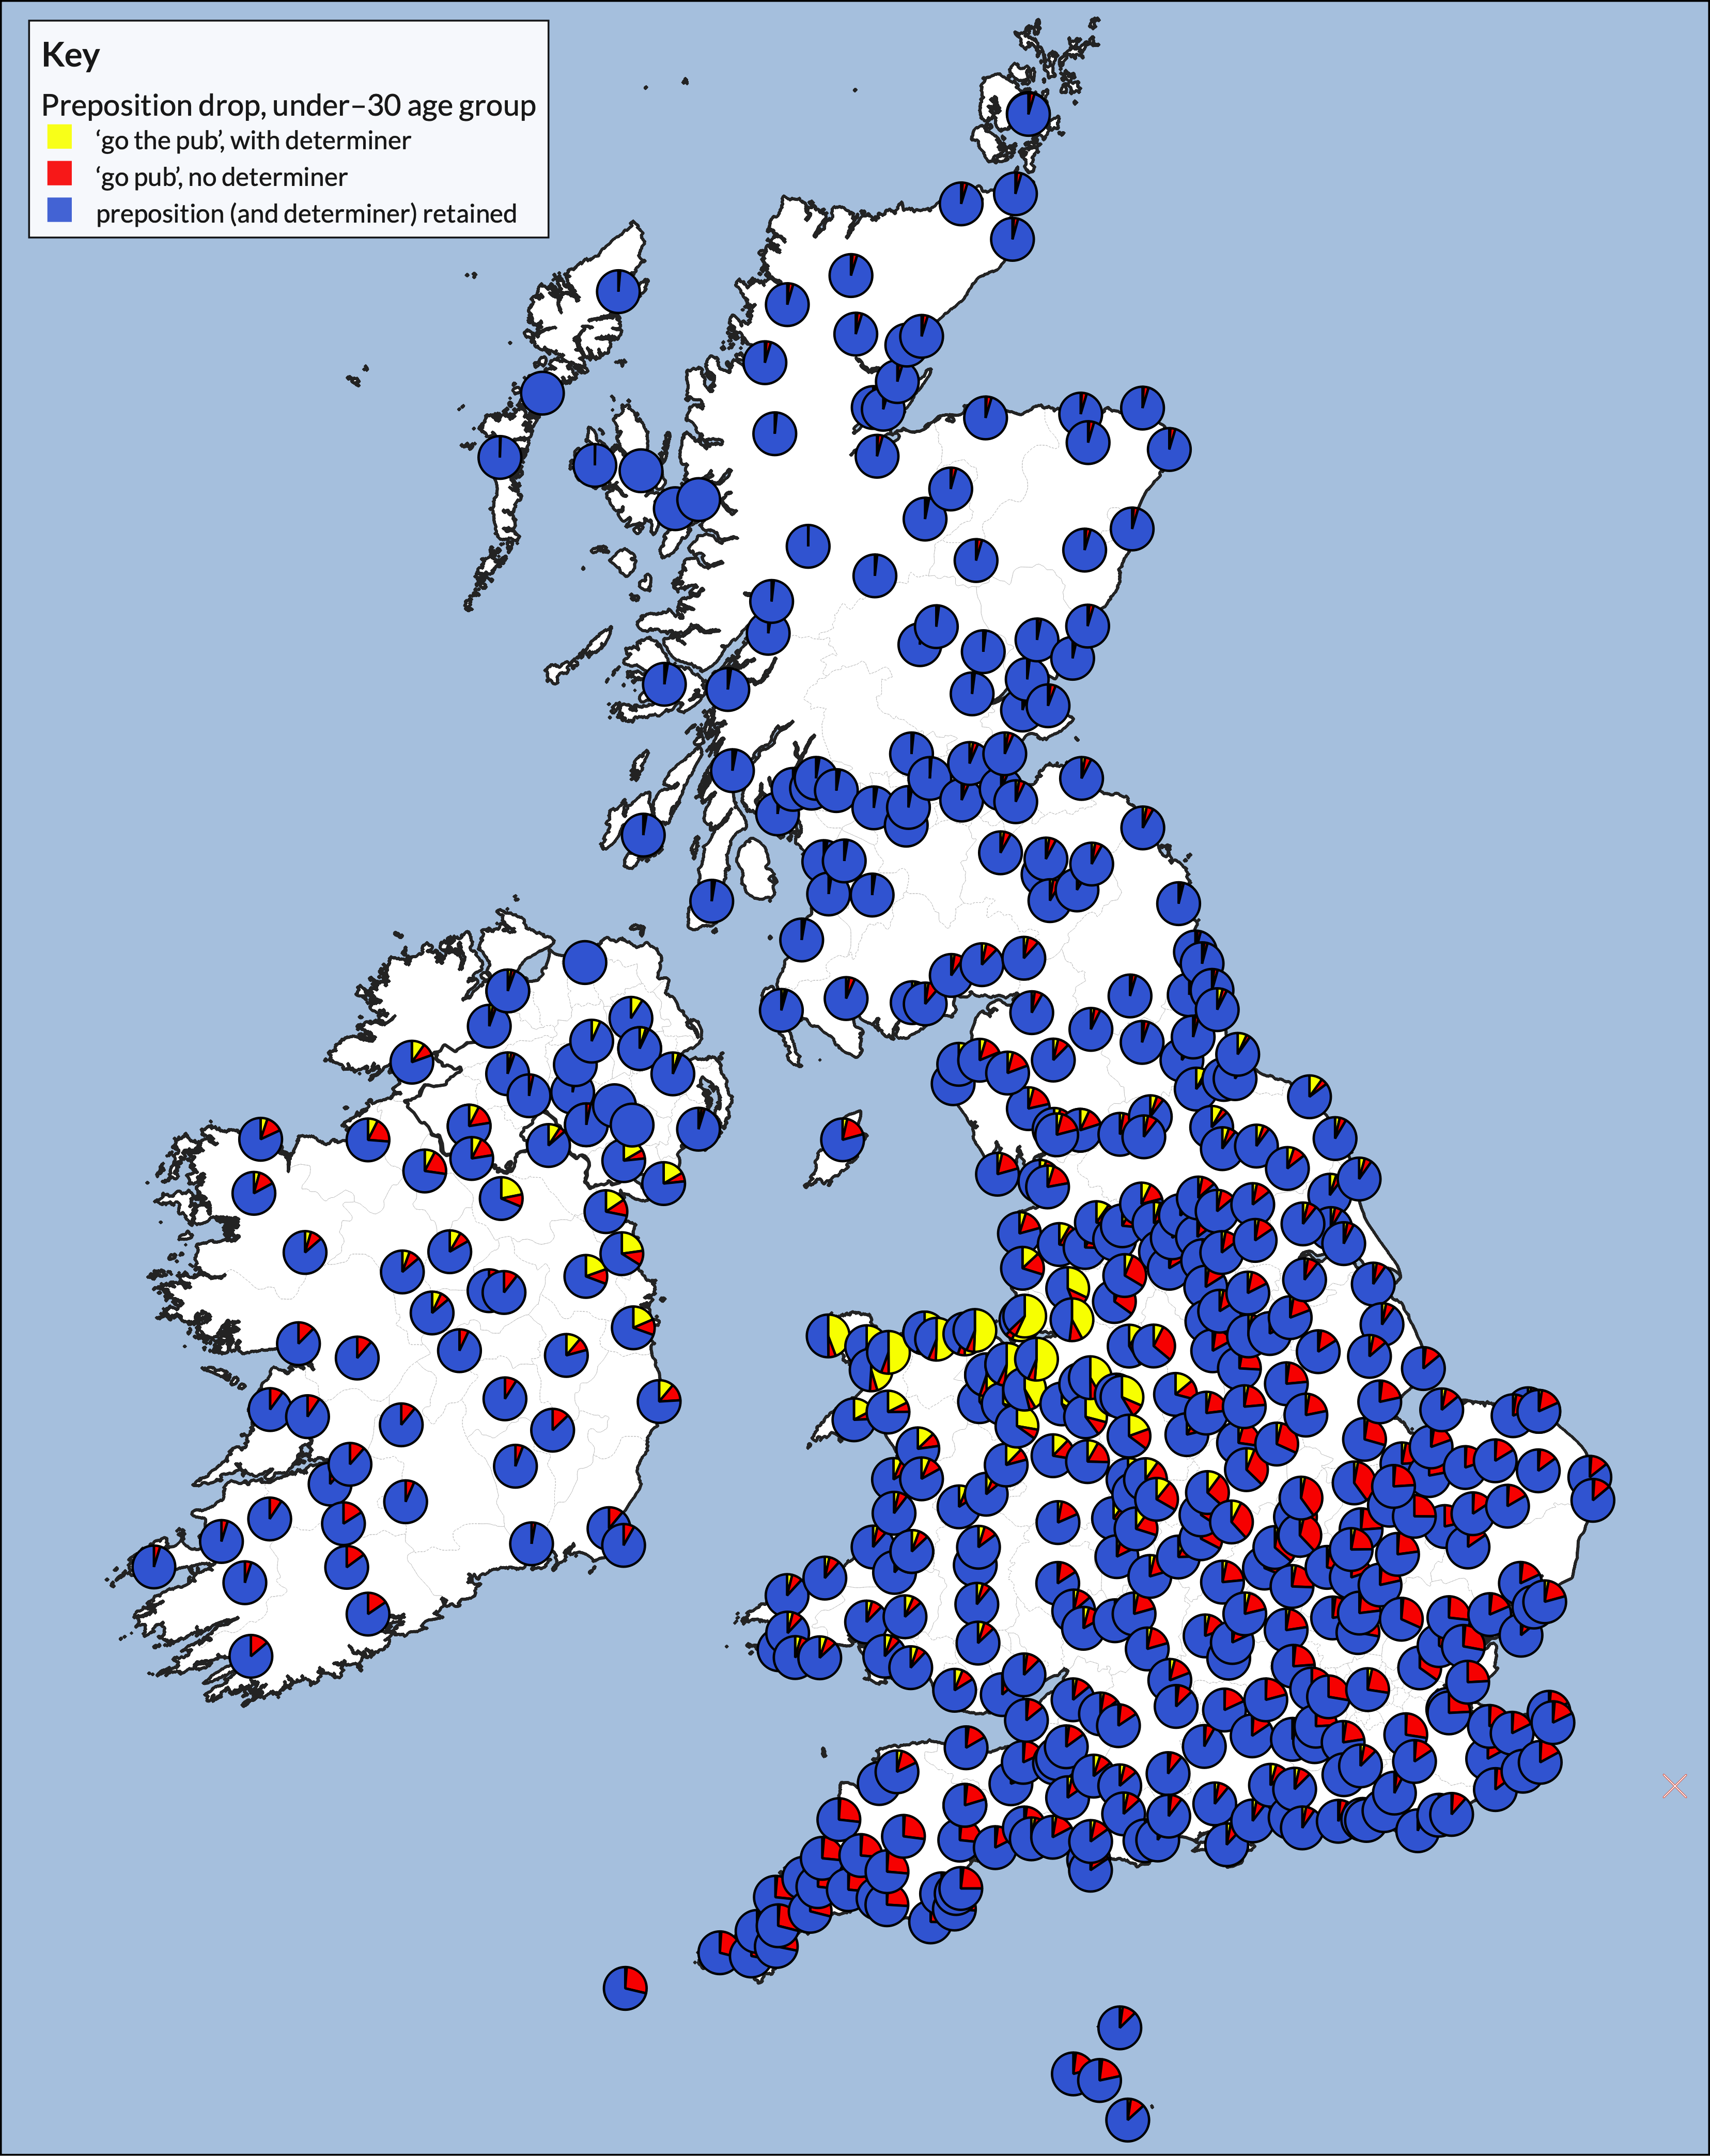 Key
Preposition drop, under–30 age group
‘go the pub’, with determiner
‘go pub’, no determiner
preposition (and determiner) retained